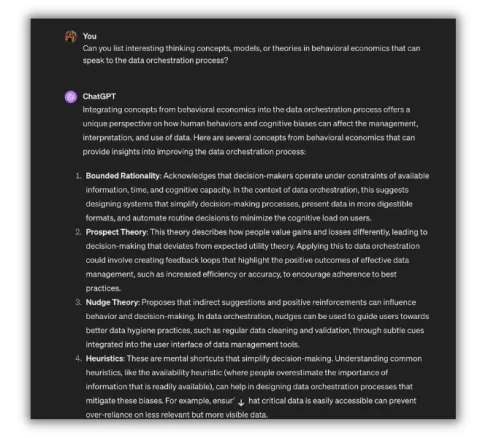 You
Can you list interesting thinking concepts, models, or theories in behavioral economics that can
speak to the data orchestration process?
ChatGPT
Integrating concepts from behavioral economics into the data orchestration process offers a
unique perspective on how human behaviors and cognitive biases can affect the management,
interpretation, and use of data. Here are several concepts from behavioral economics that can
provide insights into improving the data orchestration process:
1. Bounded Rationality: Acknowledges that decision-makers operate under constraints of available
information, time, and cognitive capacity. In the context of data orchestration, this suggests
designing systems that simplify decision-making processes, present data in more digestible
formats, and automate routine decisions to minimize the cognitive load on users.
2. Prospect Theory: This theory describes how people value gains and losses differently, leading to
decision-making that deviates from expected utility theory. Applying this to data orchestration
could involve creating feedback loops that highlight the positive outcomes of effective data
management, such as increased efficiency or accuracy, to encourage adherence to best
practices.
3. Nudge Theory: Proposes that indirect suggestions and positive reinforcements can influence
behavior and decision-making. In data orchestration, nudges can be used to guide users towards
better data hygiene practices, such as regular data cleaning and validation, through subtle cues
integrated into the user interface of data management tools.
4. Heuristics: These are mental shortcuts that simplify decision-making. Understanding common
heuristics, like the availability heuristic (where people overestimate the importance of
information that is readily available), can help in designing data orchestration processes that
mitigate these biases. For example, ensur hat critical data is easily accessible can prevent
over-reliance on less relevant but more visible data.